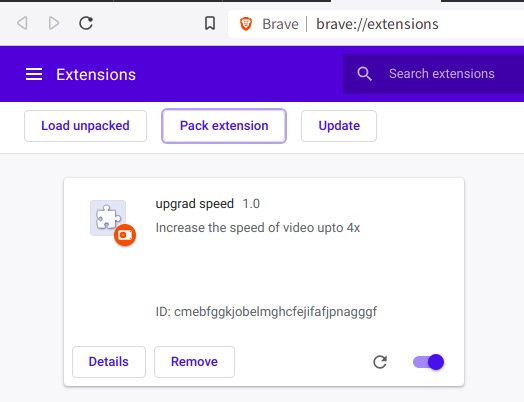 Brave | brave://extensions
Extensions
Search extensions
Load unpacked
Pack extension
Update
upgrad speed 1.0
Increase the speed of video upto 4x
ID: cmebfggkjobelmghcfejifafjpnagggf
Details
Remove